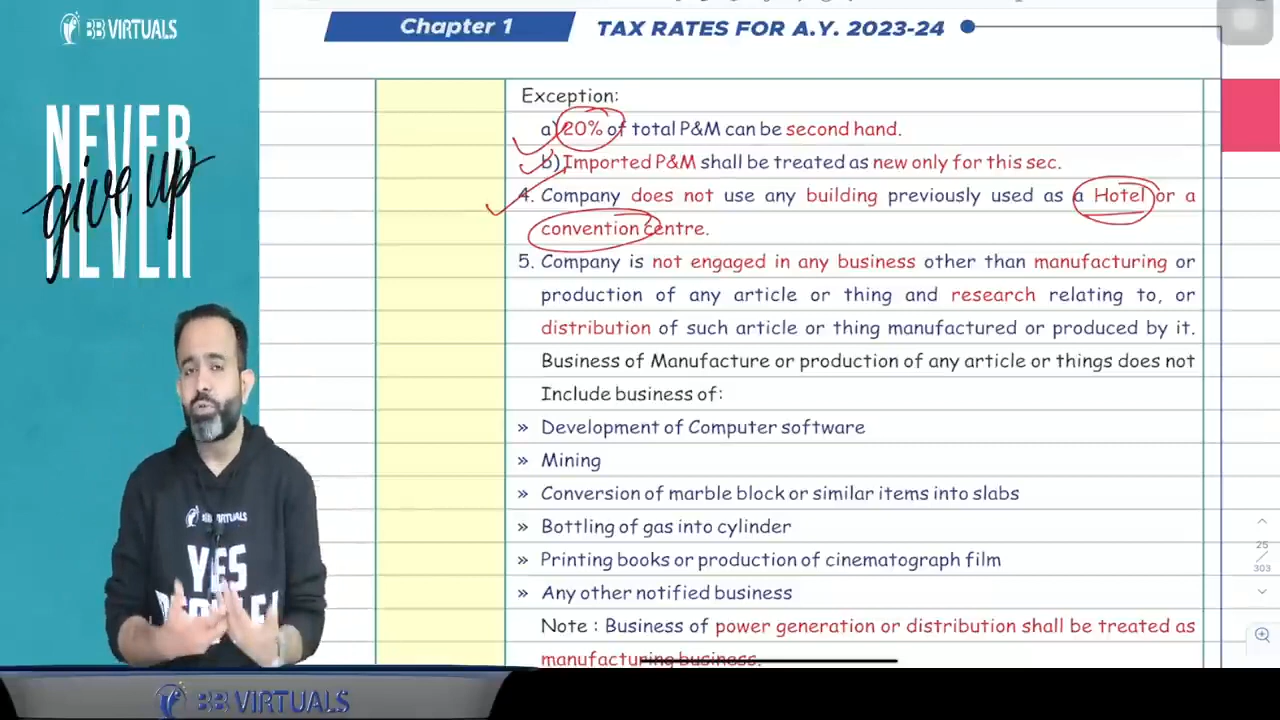 BB VIRTUALS
Chapter 1
TAX RATES FOR A.Y. 2023-24
NEVER
give up
NEVER
Exception:
a) 20% of total P&M can be second hand.
b) Imported P&M shall be treated as new only for this sec.
4. Company does not use any building previously used as a Hotel or a
convention centre.
5. Company is not engaged in any business other than manufacturing or
production of any article or thing and research relating to, or
distribution of such article or thing manufactured or produced by it.
Business of Manufacture or production of any article or things does not
Include business of:
» Development of Computer software
» Mining
» Conversion of marble block or similar items into slabs
» Bottling of gas into cylinder
» Printing books or production of cinematograph film
» Any other notified business
Note : Business of power generation or distribution shall be treated as
manufacturing business.
25
303
BB VIRTUALS
YES
BB VIRTUALS